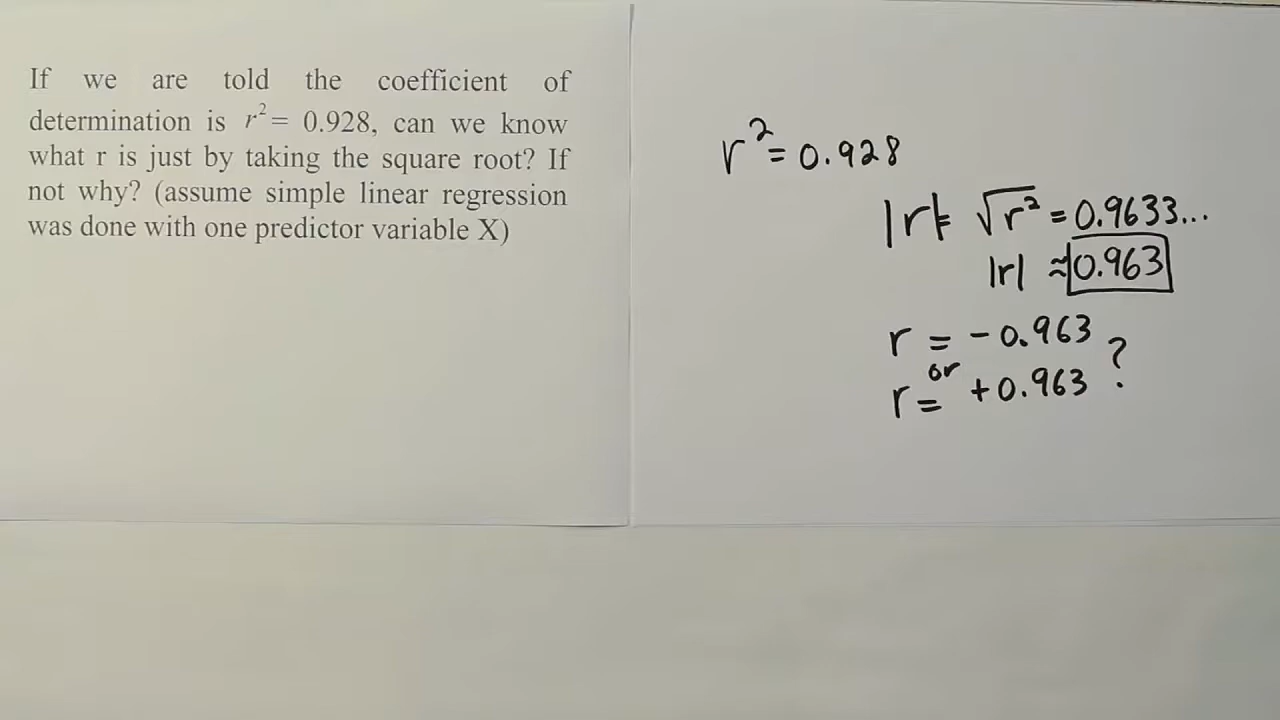 If we are told the coefficient of
determination is r² = 0.928, can we know
what r is just by taking the square root? If
not why? (assume simple linear regression
was done with one predictor variable X)
r² = 0.928
|r| = √r² = 0.9633...
|r| ≈ 0.963
r = - 0.963
or
r = + 0.963
?